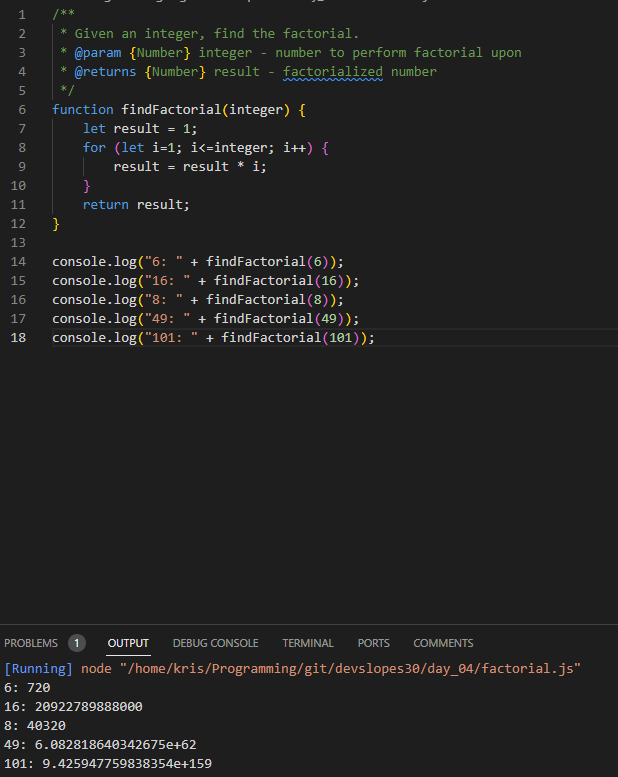 1 /**
2  * Given an integer, find the factorial.
3  * @param {Number} integer - number to perform factorial upon
4  * @returns {Number} result - factorialized number
5  */
6 function findFactorial(integer) {
7     let result = 1;
8     for (let i=1; i<=integer; i++) {
9         result = result * i;
10     }
11     return result;
12 }
13
14 console.log("6: " + findFactorial(6));
15 console.log("16: " + findFactorial(16));
16 console.log("8: " + findFactorial(8));
17 console.log("49: " + findFactorial(49));
18 console.log("101: " + findFactorial(101));
PROBLEMS 1 OUTPUT DEBUG CONSOLE TERMINAL PORTS COMMENTS
[Running] node "/home/kris/Programming/git/devslopes30/day_04/factorial.js"
6: 720
16: 20922789888000
8: 40320
49: 6.082818640342675e+62
101: 9.425947759838354e+159